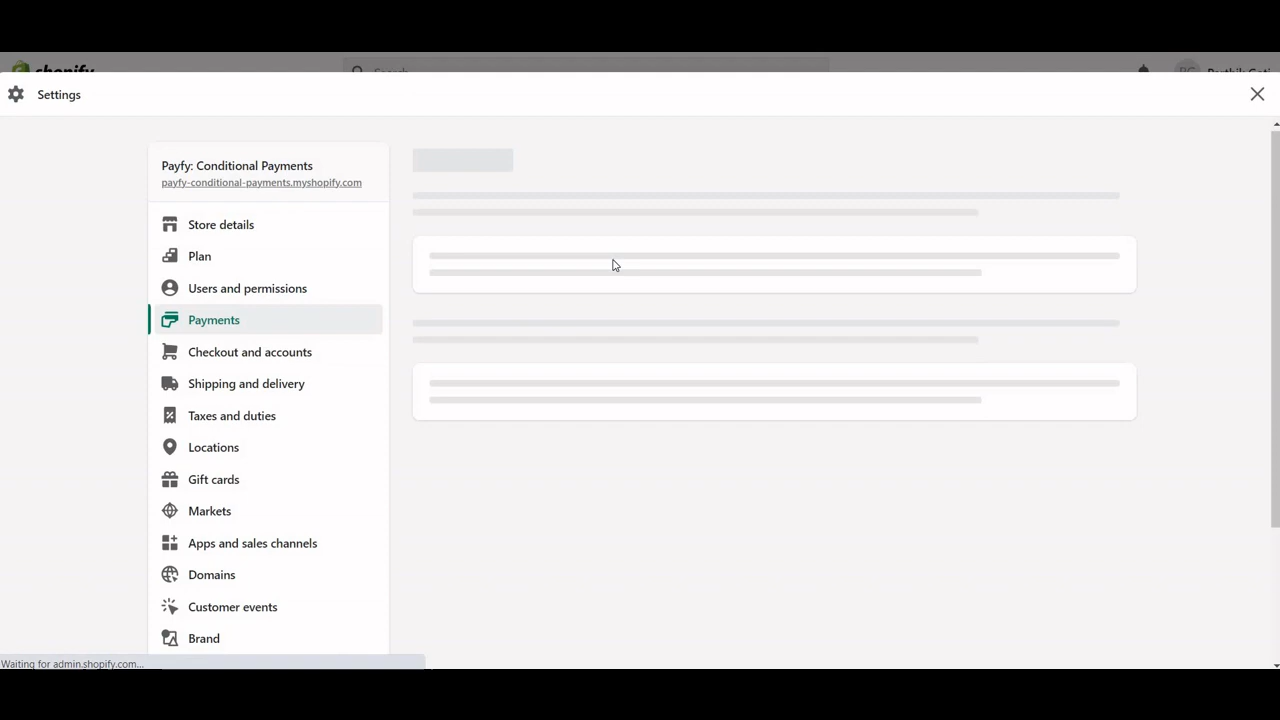 shopify
Search
Settings
Payfy: Conditional Payments
payfy-conditional-payments.myshopify.com
Store details
Plan
Users and permissions
Payments
Checkout and accounts
Shipping and delivery
Taxes and duties
Locations
Gift cards
Markets
Apps and sales channels
Domains
Customer events
Brand
Waiting for admin.shopify.com...